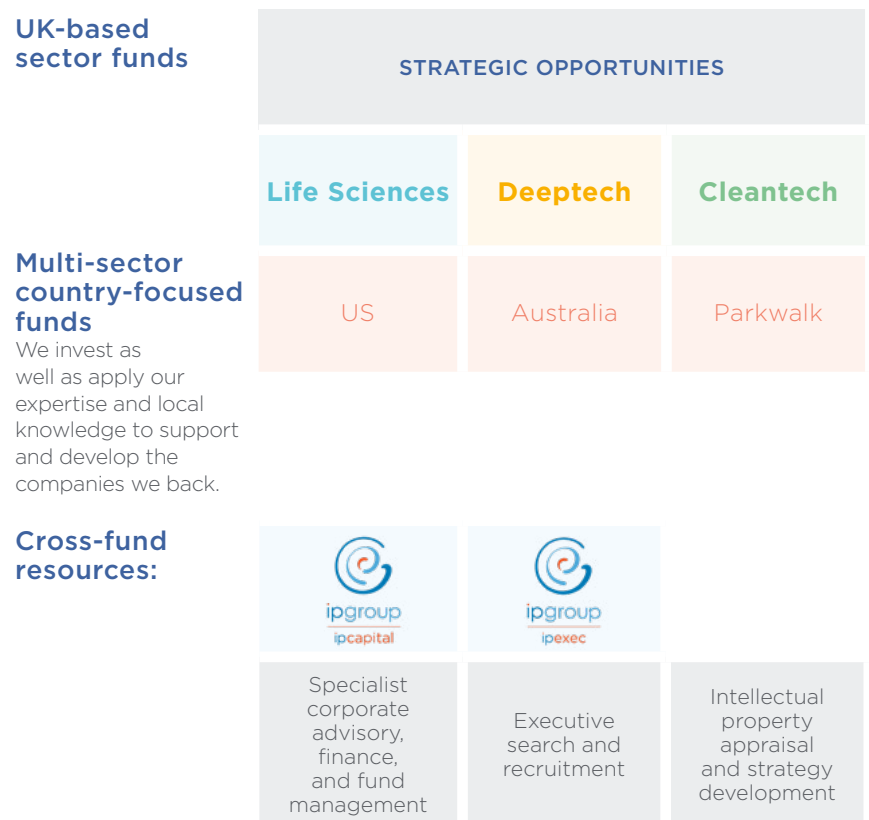 UK-based
sector funds
STRATEGIC OPPORTUNITIES
Life Sciences
Deeptech
Cleantech
Multi-sector
country-focused
funds
We invest as
well as apply our
expertise and local
knowledge to support
and develop the
companies we back.
US
Australia
Parkwalk
Cross-fund
resources:
ipgroup
ipcapital
ipgroup
ipexec
Specialist
corporate
advisory,
finance,
and fund
management
Executive
search and
recruitment
Intellectual
property
appraisal
and strategy
development